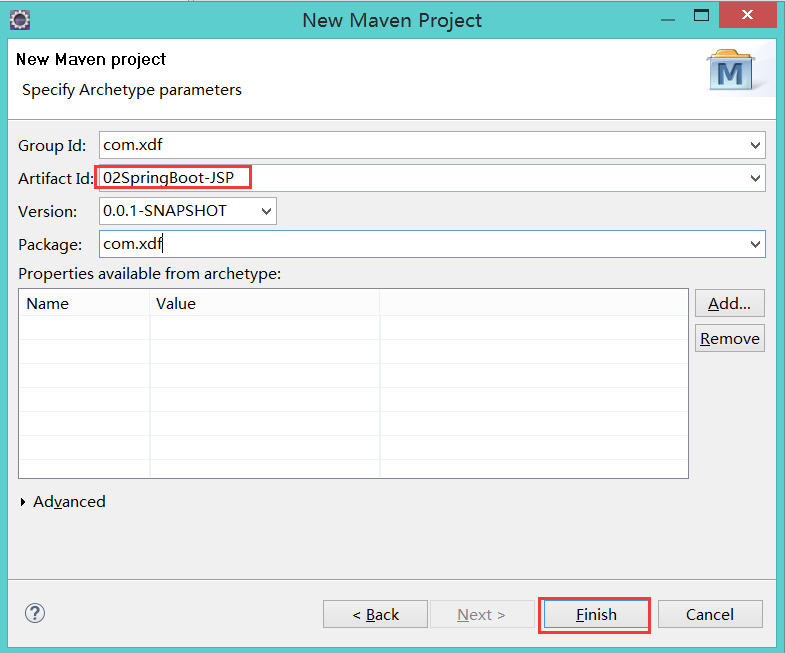 New Maven Project
New Maven project
Specify Archetype parameters
M
Group Id: com.xdf
Artifact Id: 02SpringBoot-JSP
Version: 0.0.1-SNAPSHOT
Package: com.xdf
Properties available from archetype:
Name Value
Add...
Remove
Advanced
? < Back Next > Finish Cancel